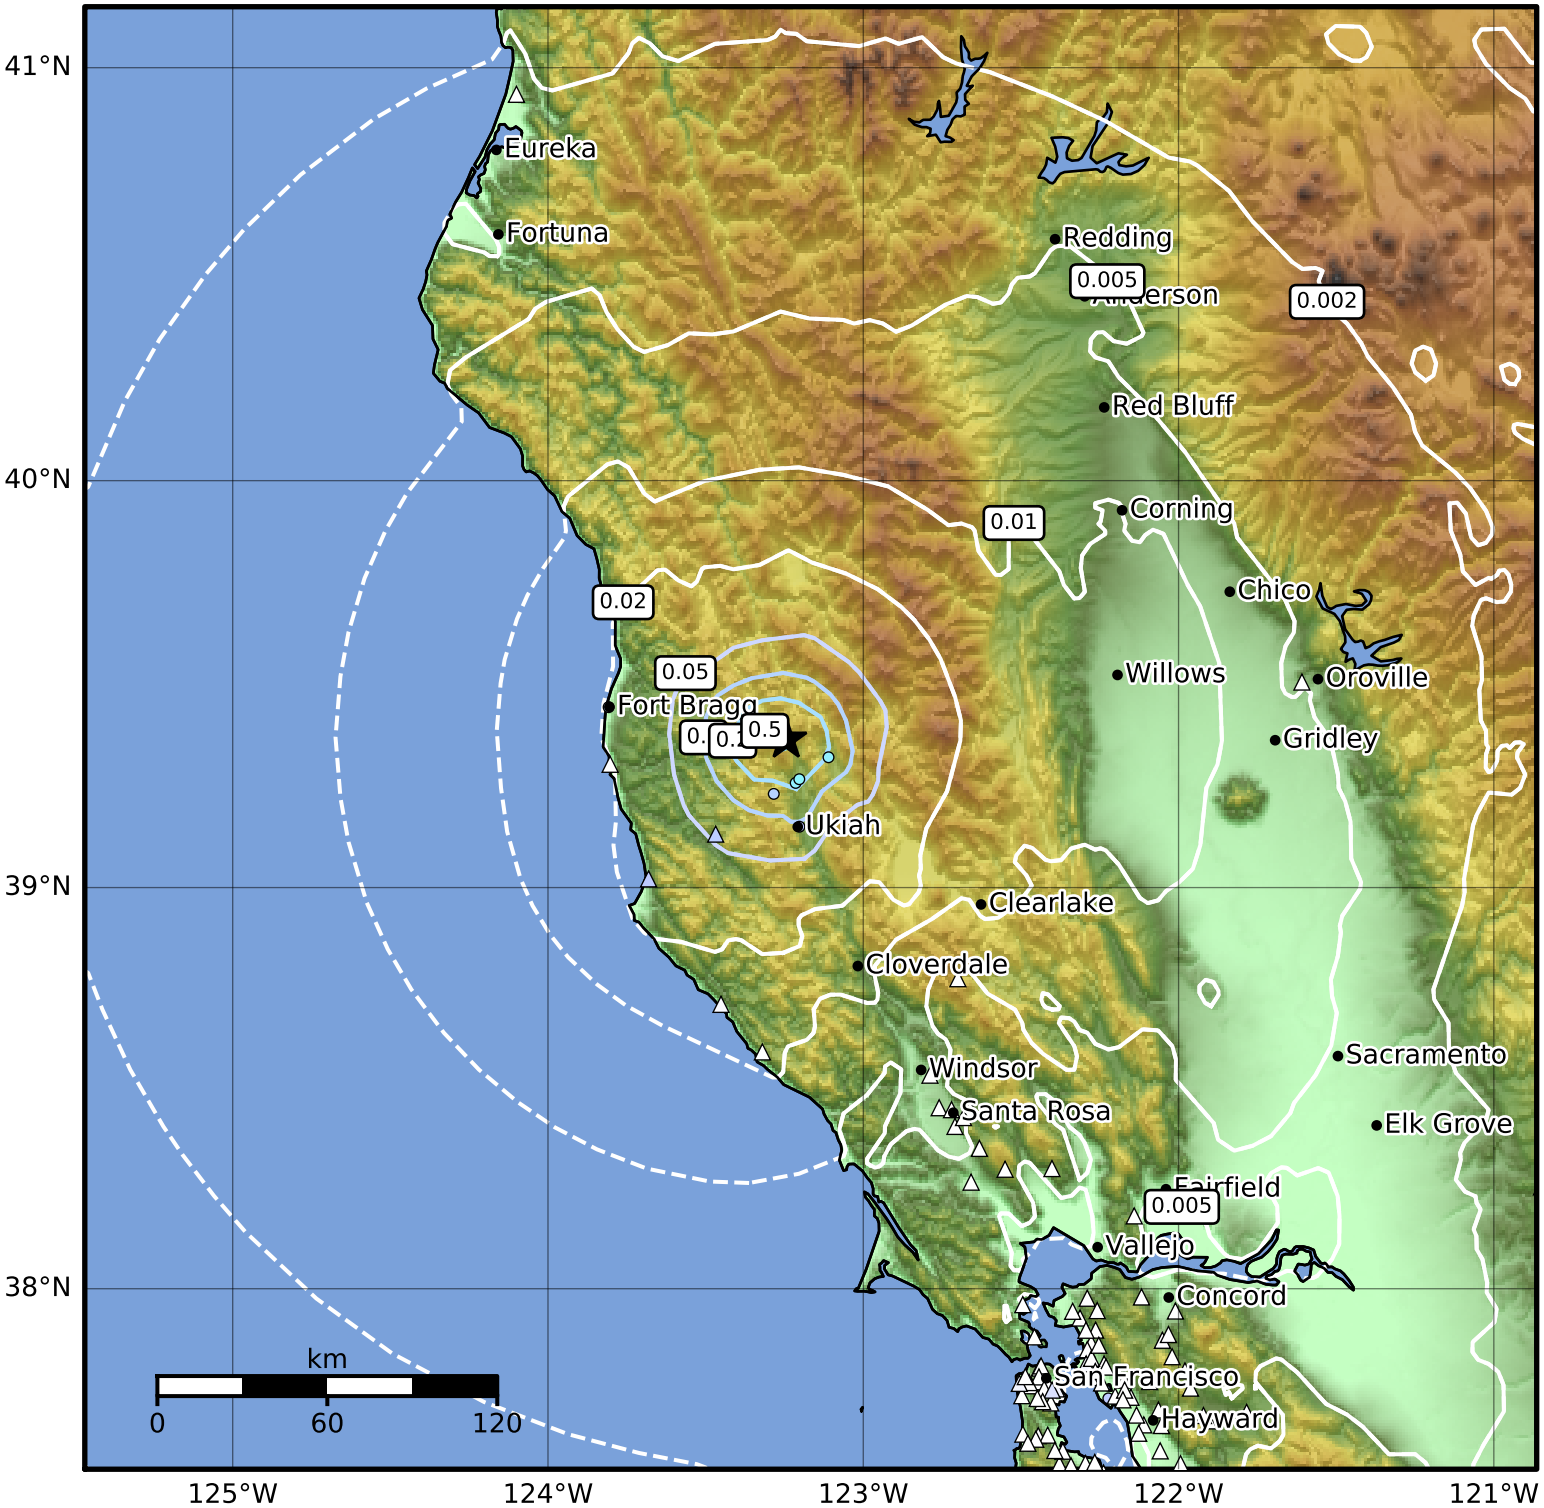 41°N
Eureka
Fortuna
Redding
0.005
Anderson
0.002
Red Bluff
40°N
Corning
0.01
Chico
0.02
0.05
Willows
Oroville
Fort Bragg
0.5
Gridley
Ukiah
39°N
Clearlake
Cloverdale
Sacramento
Windsor
Santa Rosa
Elk Grove
Fairfield
0.005
Vallejo
38°N
Concord
km
San Francisco
0 60 120
Hayward
125°W 124°W 123°W 122°W 121°W